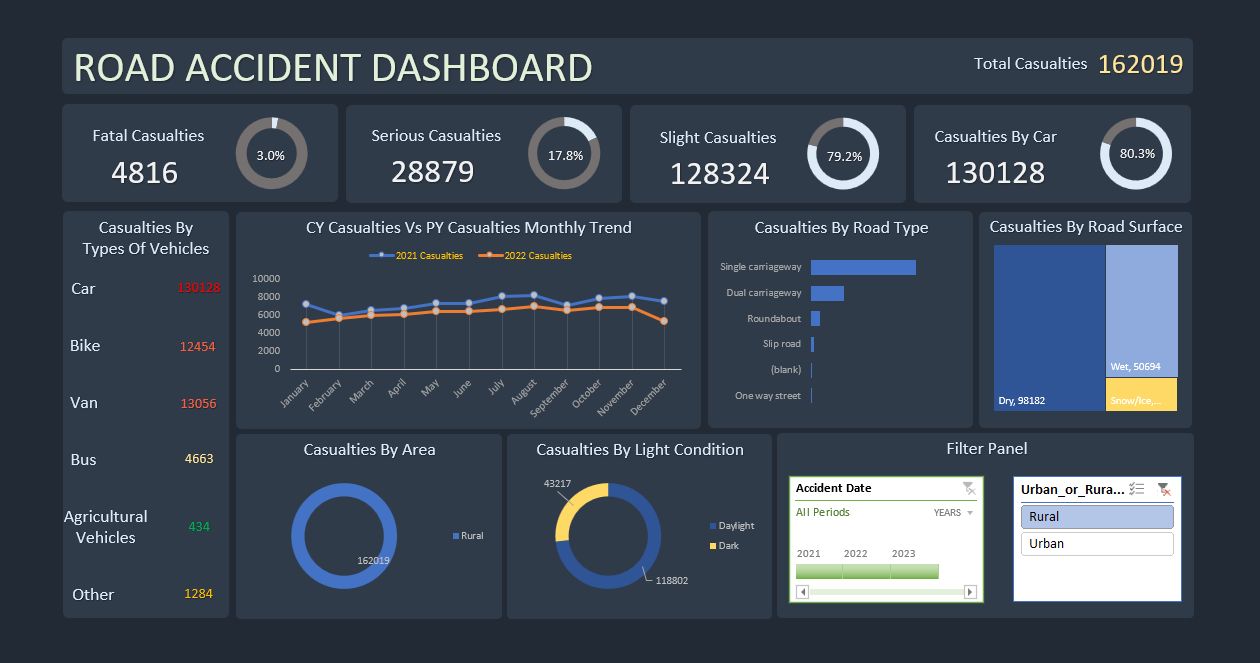 ROAD ACCIDENT DASHBOARD
Total Casualties 162019
Fatal Casualties
4816
3.0%
Serious Casualties
28879
17.8%
Slight Casualties
128324
79.2%
Casualties By Car
130128
80.3%
Casualties By
Types Of Vehicles
Car 130128
Bike 12454
Van 13056
Bus 4663
Agricultural
Vehicles 434
Other 1284
CY Casualties Vs PY Casualties Monthly Trend
2021 Casualties 2022 Casualties
10000
8000
6000
4000
2000
0
January February March April May June July August September October November December
Casualties By Road Type
Single carriageway
Dual carriageway
Roundabout
Slip road
(blank)
One way street
Casualties By Road Surface
Dry, 98182
Wet, 50694
Snow/Ice,...
Casualties By Area
162019
Rural
Casualties By Light Condition
43217
118802
Daylight
Dark
Filter Panel
Accident Date
All Periods YEARS
2021 2022 2023
Urban_or_Rura...
Rural
Urban